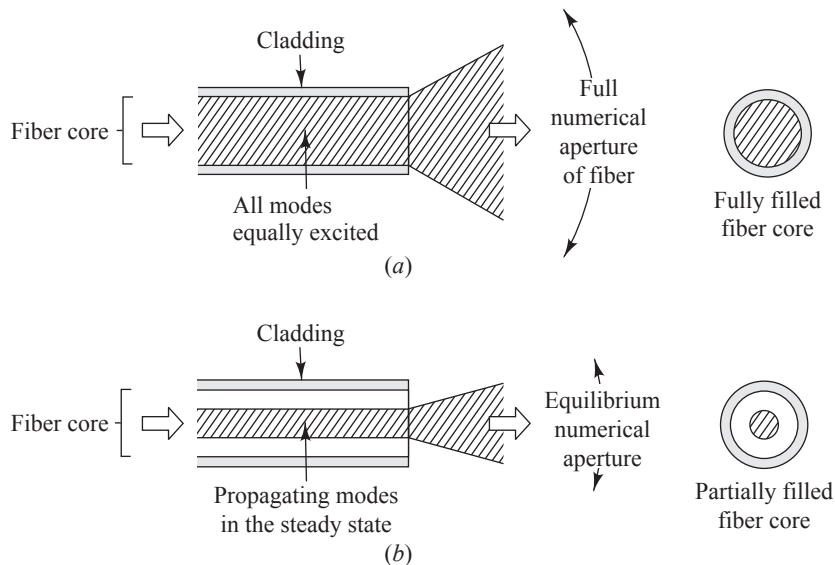 Cladding
Fiber core
All modes
equally excited
Full
numerical
aperture
of fiber
Fully filled
fiber core
(a)
Cladding
Fiber core
Propagating modes
in the steady state
Equilibrium
numerical
aperture
Partially filled
fiber core
(b)